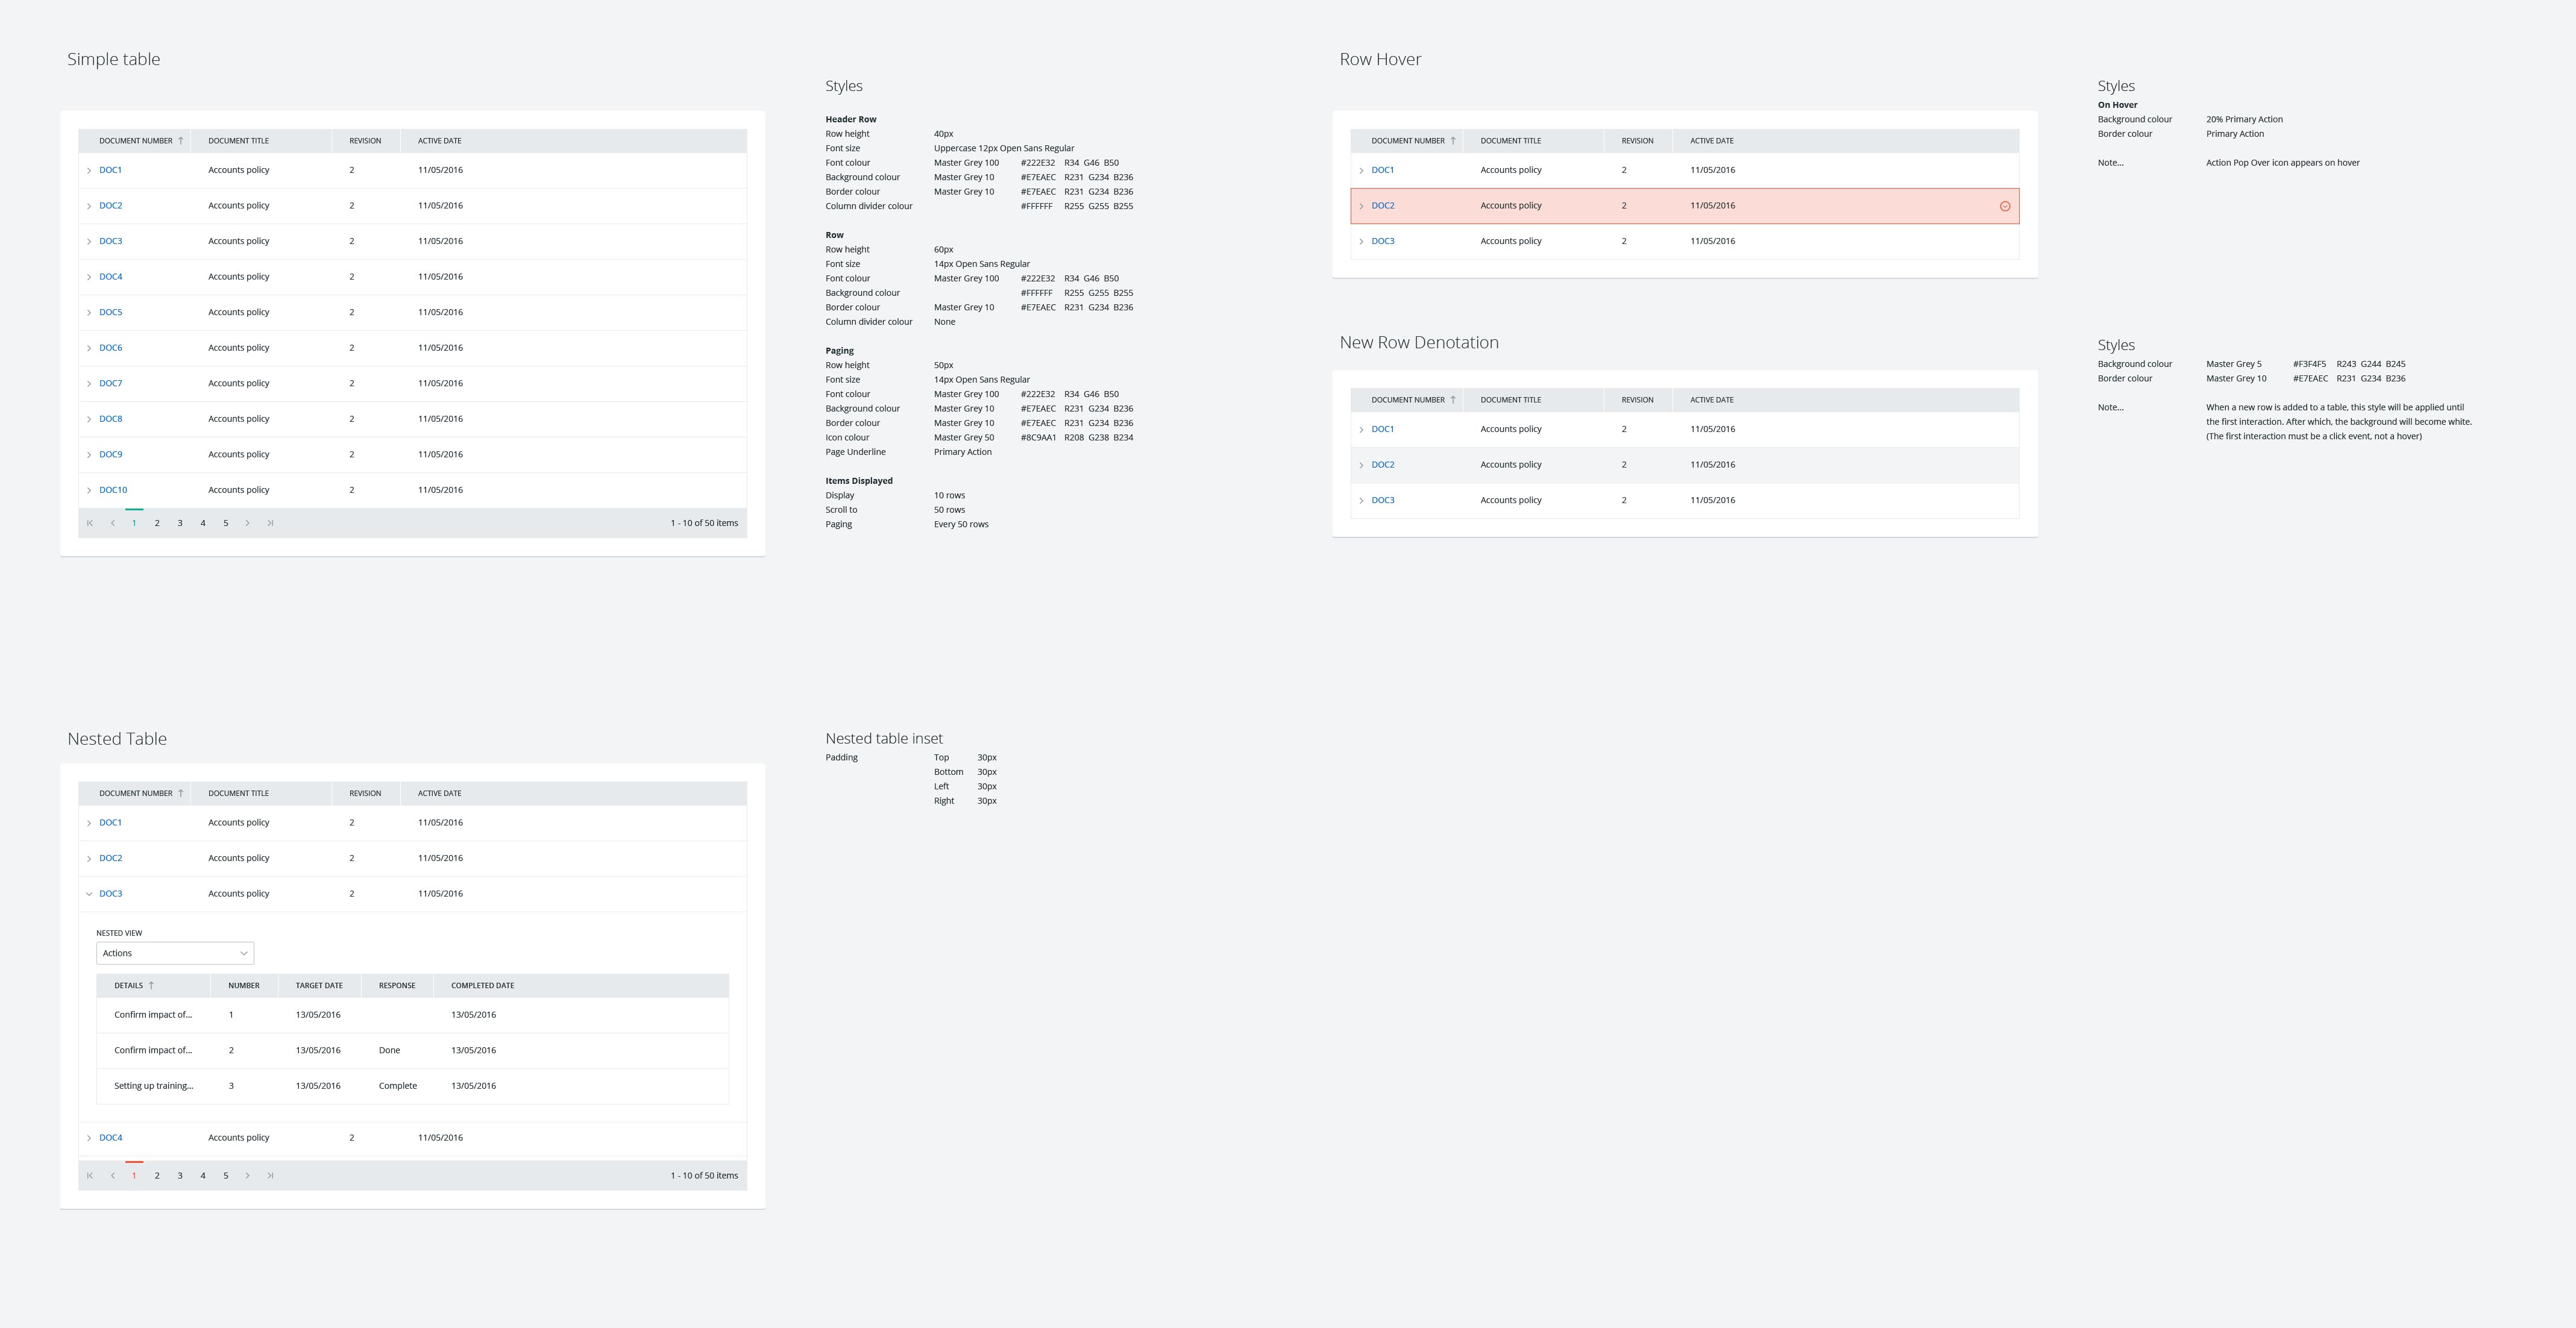 Simple table
DOCUMENT NUMBER DOCUMENT TITLE REVISION ACTIVE DATE
DOC1 Accounts policy 2 11/05/2016
DOC2 Accounts policy 2 11/05/2016
DOC3 Accounts policy 2 11/05/2016
DOC4 Accounts policy 2 11/05/2016
DOC5 Accounts policy 2 11/05/2016
DOC6 Accounts policy 2 11/05/2016
DOC7 Accounts policy 2 11/05/2016
DOC8 Accounts policy 2 11/05/2016
DOC9 Accounts policy 2 11/05/2016
DOC10 Accounts policy 2 11/05/2016
1 2 3 4 5 1 - 10 of 50 items
Styles
Header Row
Row height 40px
Font size Uppercase 12px Open Sans Regular
Font colour Master Grey 100 #222E32 R34 G46 B50
Background colour Master Grey 10 #E7EAEC R231 G234 B236
Border colour Master Grey 10 #E7EAEC R231 G234 B236
Column divider colour #FFFFFF R255 G255 B255
Row
Row height 60px
Font size 14px Open Sans Regular
Font colour Master Grey 100 #222E32 R34 G46 B50
Background colour #FFFFFF R255 G255 B255
Border colour Master Grey 10 #E7EAEC R231 G234 B236
Column divider colour None
Paging
Row height 50px
Font size 14px Open Sans Regular
Font colour Master Grey 100 #222E32 R34 G46 B50
Background colour Master Grey 10 #E7EAEC R231 G234 B236
Border colour Master Grey 10 #E7EAEC R231 G234 B236
Icon colour Master Grey 50 #8C9AA1 R208 G238 B234
Page Underline Primary Action
Items Displayed
Display 10 rows
Scroll to 50 rows
Paging Every 50 rows
Row Hover
DOCUMENT NUMBER DOCUMENT TITLE REVISION ACTIVE DATE
DOC1 Accounts policy 2 11/05/2016
DOC2 Accounts policy 2 11/05/2016
DOC3 Accounts policy 2 11/05/2016
Styles
On Hover
Background colour 20% Primary Action
Border colour Primary Action
Note... Action Pop Over icon appears on hover
New Row Denotation
DOCUMENT NUMBER DOCUMENT TITLE REVISION ACTIVE DATE
DOC1 Accounts policy 2 11/05/2016
DOC2 Accounts policy 2 11/05/2016
DOC3 Accounts policy 2 11/05/2016
Styles
Background colour Master Grey 5 #F3F4F5 R243 G244 B245
Border colour Master Grey 10 #E7EAEC R231 G234 B236
Note... When a new row is added to a table, this style will be applied until
the first interaction. After which, the background will become white.
(The first interaction must be a click event, not a hover)
Nested Table
DOCUMENT NUMBER DOCUMENT TITLE REVISION ACTIVE DATE
DOC1 Accounts policy 2 11/05/2016
DOC2 Accounts policy 2 11/05/2016
DOC3 Accounts policy 2 11/05/2016
NESTED VIEW
Actions
DETAILS NUMBER TARGET DATE RESPONSE COMPLETED DATE
Confirm impact of... 1 13/05/2016 13/05/2016
Confirm impact of... 2 13/05/2016 Done 13/05/2016
Setting up training... 3 13/05/2016 Complete 13/05/2016
DOC4 Accounts policy 2 11/05/2016
1 2 3 4 5 1 - 10 of 50 items
Nested table inset
Padding Top 30px
Bottom 30px
Left 30px
Right 30px